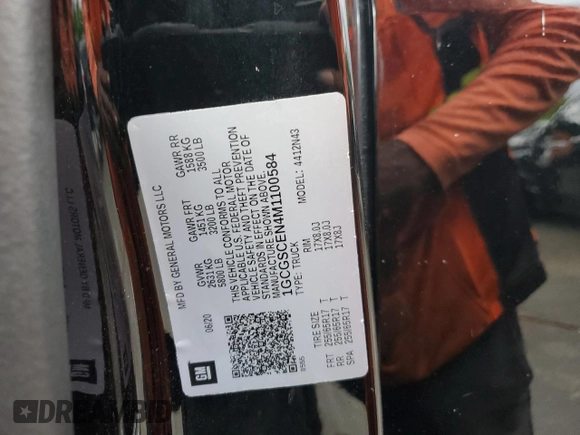 MFD BY GENERAL MOTORS LLC
06/20
GVWR
2631 KG
5800 LB
GAWR FRT
1451 KG
3200 LB
GAWR RR
1588 KG
3500 LB
THIS VEHICLE CONFORMS TO ALL
APPLICABLE U.S. FEDERAL MOTOR
VEHICLE SAFETY AND THEFT PREVENTION
STANDARDS IN EFFECT ON THE DATE OF
MANUFACTURE SHOWN ABOVE.
1GCGSCEN4M1100584
TYPE: TRUCK
MODEL: 4412N43
TIRE SIZE RIM
FRT 255/65R17 T 17X8.0J
RR 255/65R17 T 17X8.0J
SPA 255/65R17 T 17X8J
GM
DREAMBID